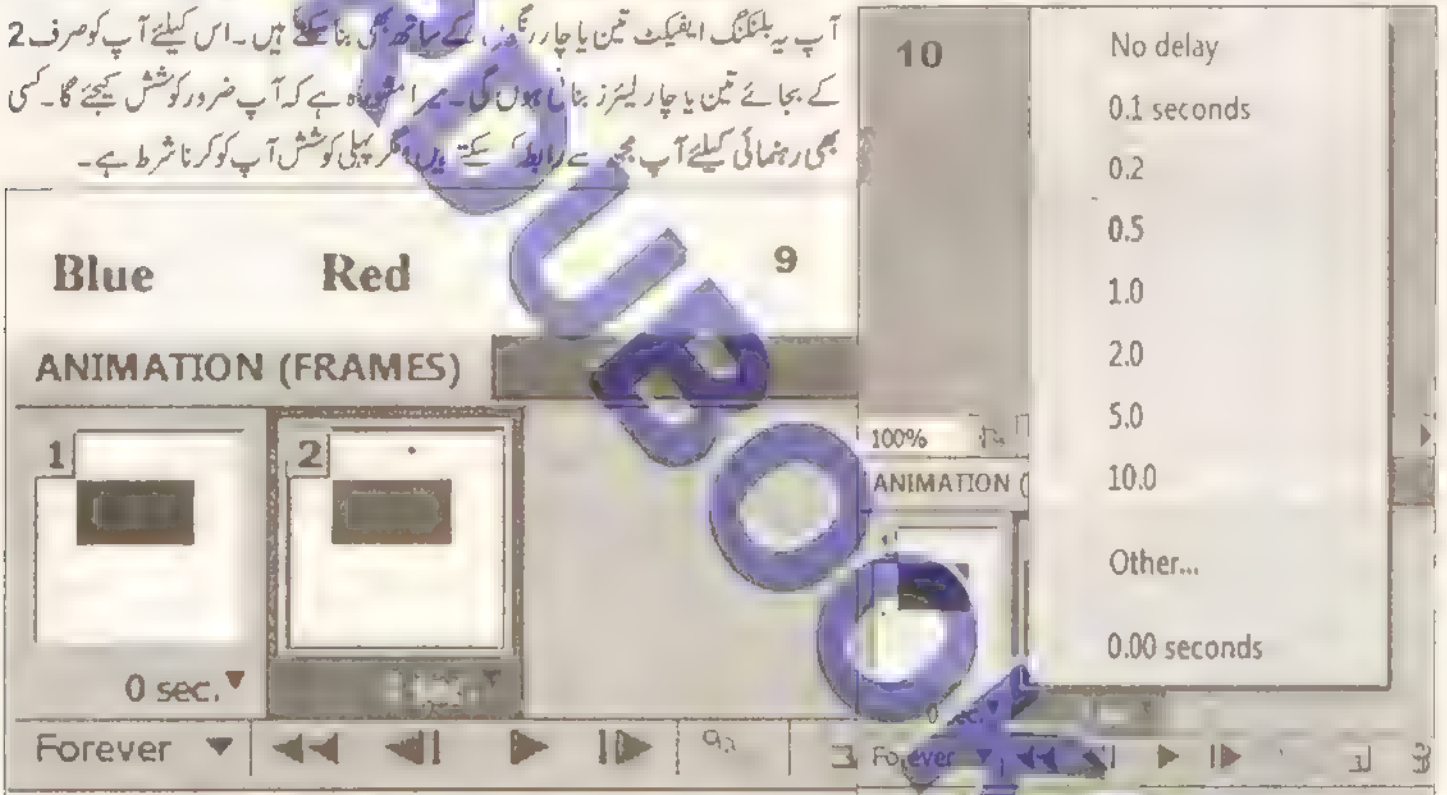 آپ یہ بلنکنگ ایفیکٹ تین یا چار رنگوں کے ساتھ بھی بنا سکتے ہیں۔ اس کیلئے آپ کو صرف 2
کے بجائے تین یا چار لیئرز بنانی ہوں گی۔ میرا مشورہ ہے کہ آپ ضرور کوشش کیجئے گا۔ کسی
بھی رہنمائی کیلئے آپ مجھ سے رابطہ کر سکتے ہیں مگر پہلی کوشش آپ کو کرنا شرط ہے۔
Blue Red 9
ANIMATION (FRAMES)
1 2
0 sec.
Forever
10
No delay
0.1 seconds
0.2
0.5
1.0
2.0
5.0
10.0
Other...
0.00 seconds
100%
ANIMATION (
0 sec.
Forever